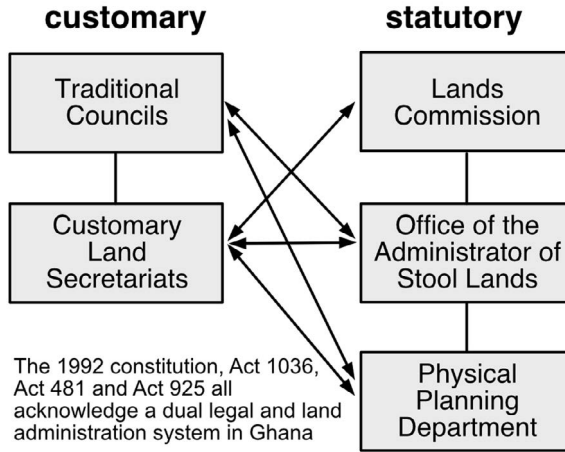 customary
statutory
Traditional
Councils
Lands
Commission
Customary
Land
Secretariats
Office of the
Administrator of
Stool Lands
The 1992 constitution, Act 1036,
Act 481 and Act 925 all
acknowledge a dual legal and land
administration system in Ghana
Physical
Planning
Department